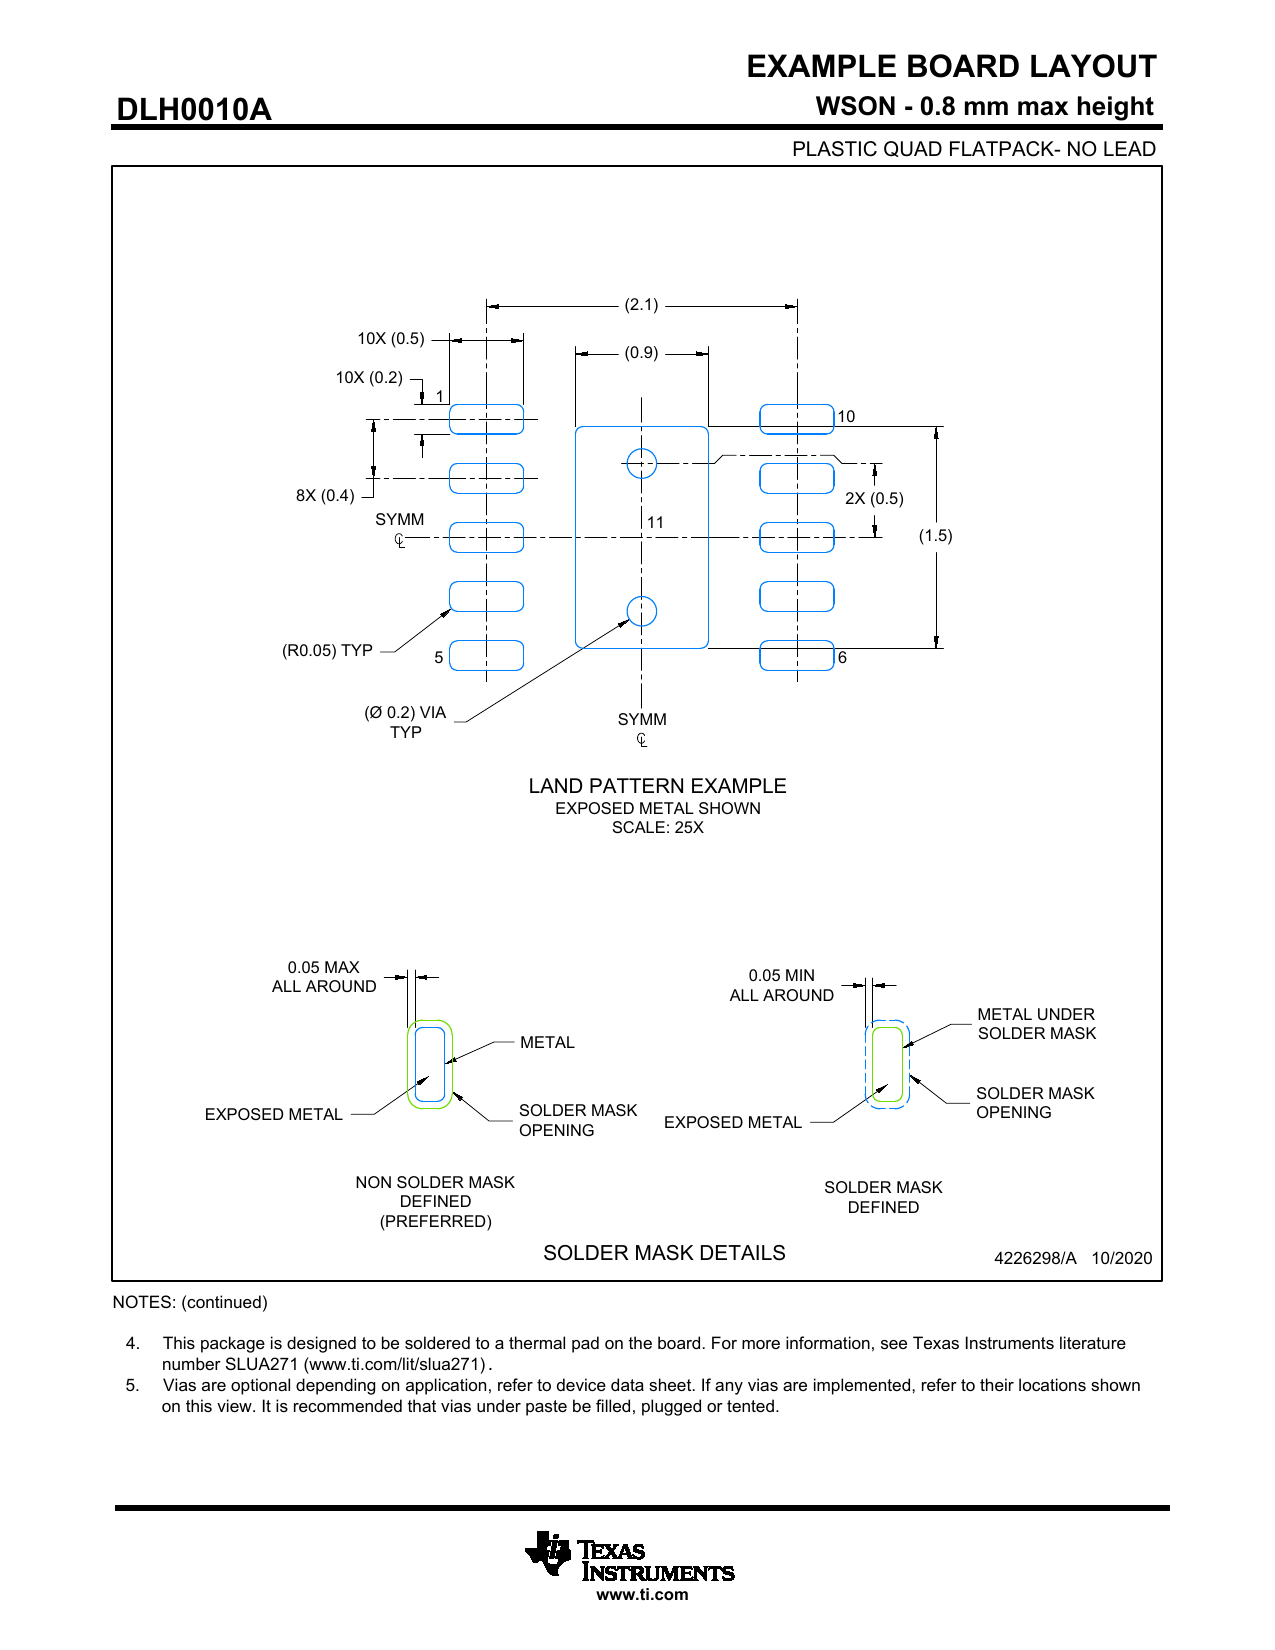 EXAMPLE BOARD LAYOUT
DLH0010A
WSON - 0.8 mm max height
PLASTIC QUAD FLATPACK- NO LEAD
(2.1)
10X (0.5)
(0.9)
10X (0.2)
1
10
8X (0.4)
2X (0.5)
SYMM
℄
11
(1.5)
(R0.05) TYP
5
6
(Ø 0.2) VIA
TYP
SYMM
℄
LAND PATTERN EXAMPLE
EXPOSED METAL SHOWN
SCALE: 25X
0.05 MAX
ALL AROUND
METAL
EXPOSED METAL
SOLDER MASK
OPENING
NON SOLDER MASK
DEFINED
(PREFERRED)
0.05 MIN
ALL AROUND
METAL UNDER
SOLDER MASK
SOLDER MASK
OPENING
EXPOSED METAL
SOLDER MASK
DEFINED
SOLDER MASK DETAILS
4226298/A 10/2020
NOTES: (continued)
4. This package is designed to be soldered to a thermal pad on the board. For more information, see Texas Instruments literature
number SLUA271 (www.ti.com/lit/slua271).
5. Vias are optional depending on application, refer to device data sheet. If any vias are implemented, refer to their locations shown
on this view. It is recommended that vias under paste be filled, plugged or tented.
TEXAS
INSTRUMENTS
www.ti.com